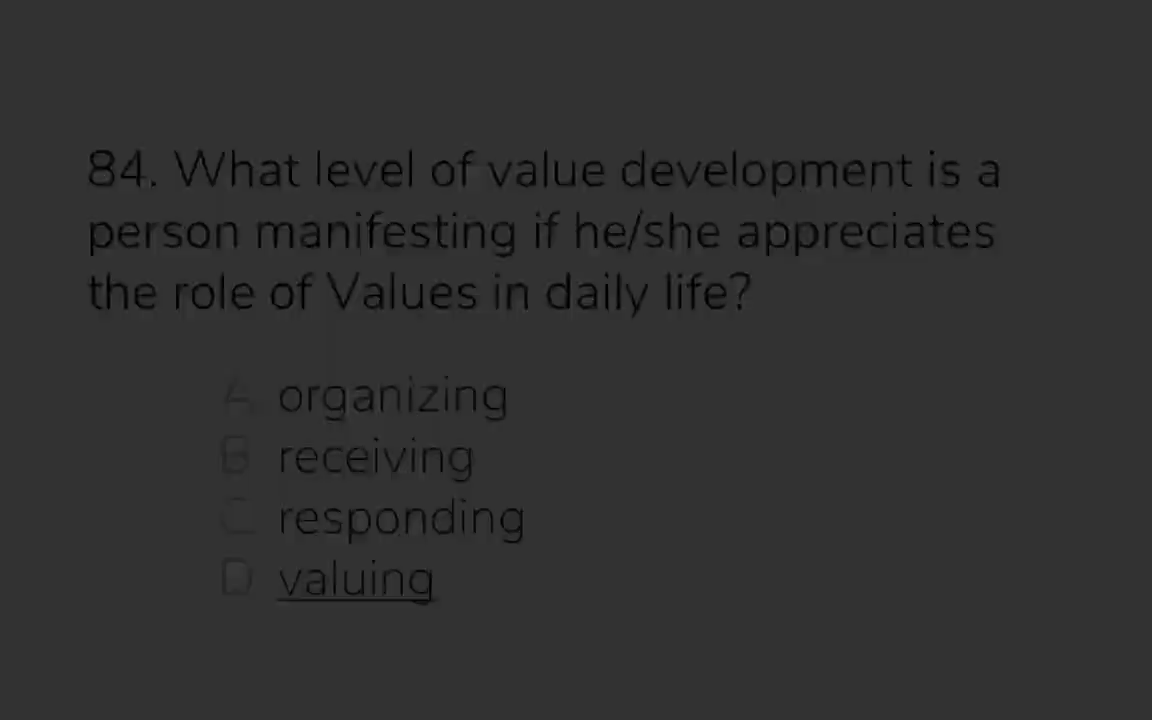 84. What level of value development is a
person manifesting if he/she appreciates
the role of Values in daily life?
A. organizing
B. receiving
C. responding
D. valuing